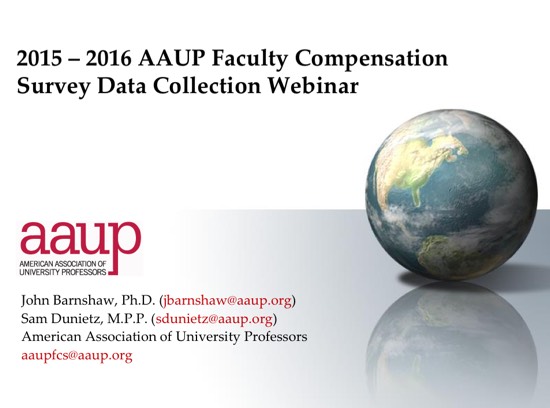 2015 – 2016 AAUP Faculty Compensation
Survey Data Collection Webinar
aaup
AMERICAN ASSOCIATION OF
UNIVERSITY PROFESSORS
John Barnshaw, Ph.D. (jbarnshaw@aaup.org)
Sam Dunietz, M.P.P. (sdunietz@aaup.org)
American Association of University Professors
aaupfcs@aaup.org